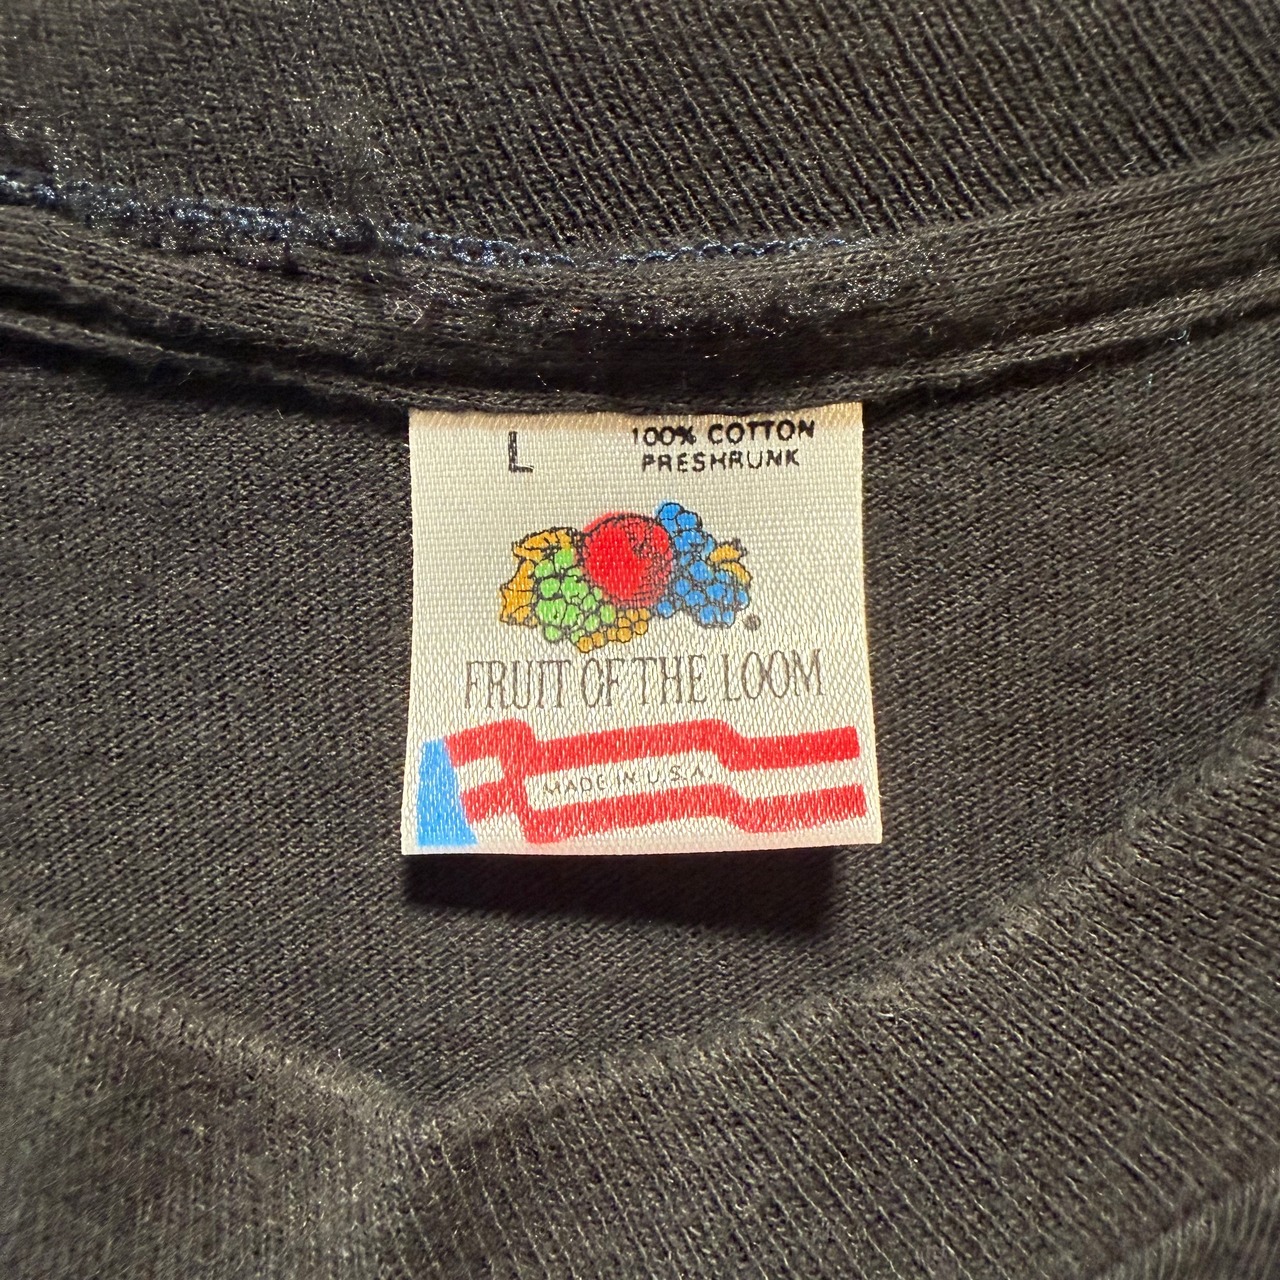 L
100% COTTON
PRESHRUNK
®
FRUIT OF THE LOOM
MADE IN U.S.A.